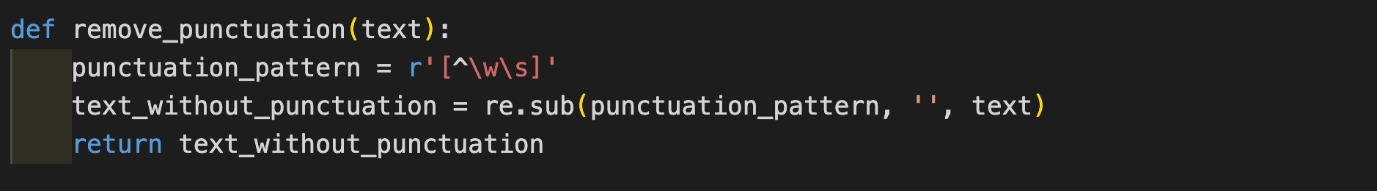 def remove_punctuation(text):
    punctuation_pattern = r'[^\w\s]'
    text_without_punctuation = re.sub(punctuation_pattern, '', text)
    return text_without_punctuation